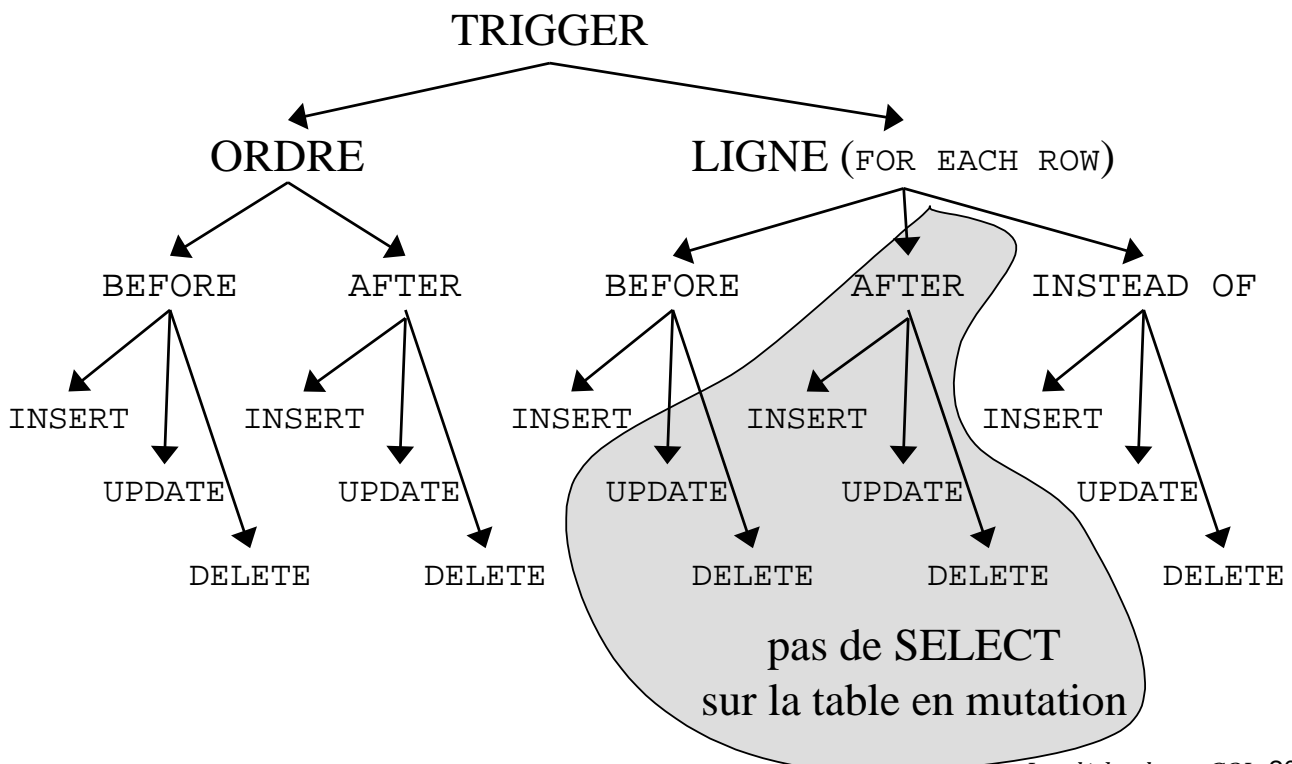 TRIGGER
ORDRE LIGNE (FOR EACH ROW)
BEFORE AFTER BEFORE AFTER INSTEAD OF
INSERT INSERT INSERT INSERT INSERT
UPDATE UPDATE UPDATE UPDATE UPDATE
DELETE DELETE DELETE DELETE DELETE
pas de SELECT
sur la table en mutation